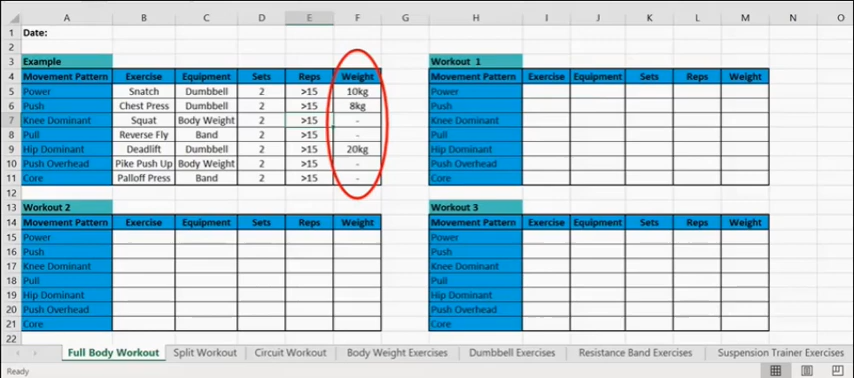 A B C D E F G H I J K L M N O
1 Date:
2
3 Example Workout 1
4 Movement Pattern Exercise Equipment Sets Reps Weight Movement Pattern Exercise Equipment Sets Reps Weight
5 Power Snatch Dumbbell 2 >15 10kg Power
6 Push Chest Press Dumbbell 2 >15 8kg Push
7 Knee Dominant Squat Body Weight 2 >15 - Knee Dominant
8 Pull Reverse Fly Band 2 >15 - Pull
9 Hip Dominant Deadlift Dumbbell 2 >15 20kg Hip Dominant
10 Push Overhead Pike Push Up Body Weight 2 >15 - Push Overhead
11 Core Palloff Press Band 2 >15 - Core
12
13 Workout 2 Workout 3
14 Movement Pattern Exercise Equipment Sets Reps Weight Movement Pattern Exercise Equipment Sets Reps Weight
15 Power Power
16 Push Push
17 Knee Dominant Knee Dominant
18 Pull Pull
19 Hip Dominant Hip Dominant
20 Push Overhead Push Overhead
21 Core Core
22
Full Body Workout Split Workout Circuit Workout Body Weight Exercises Dumbbell Exercises Resistance Band Exercises Suspension Trainer Exercises
Ready